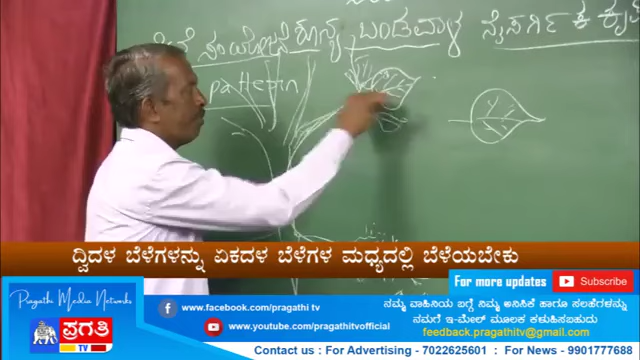 ಶೂನ್ಯ ಬಂಡವಾಳ ನೈಸರ್ಗಿಕ ಕೃಷಿ
pattern
ದ್ವಿದಳ ಬೆಳೆಗಳನ್ನು ಏಕದಳ ಬೆಳೆಗಳ ಮಧ್ಯದಲ್ಲಿ ಬೆಳೆಯಬೇಕು
For more updates Subscribe
Pragathi Media Networks
ಪ್ರಗತಿ
TV
www.facebook.com/pragathi tv
www.youtube.com/pragathitvofficial
ನಮ್ಮ ವಾಹಿನಿಯ ಬಗ್ಗೆ ನಿಮ್ಮ ಅನಿಸಿಕೆ ಹಾಗೂ ಸಲಹೆಗಳನ್ನು
ನಮಗೆ ಇ-ಮೇಲ್ ಮೂಲಕ ಕಳುಹಿಸಬಹುದು
feedback.pragathitv@gmail.com
Contact us : For Advertising - 7022625601 : For News - 9901777688